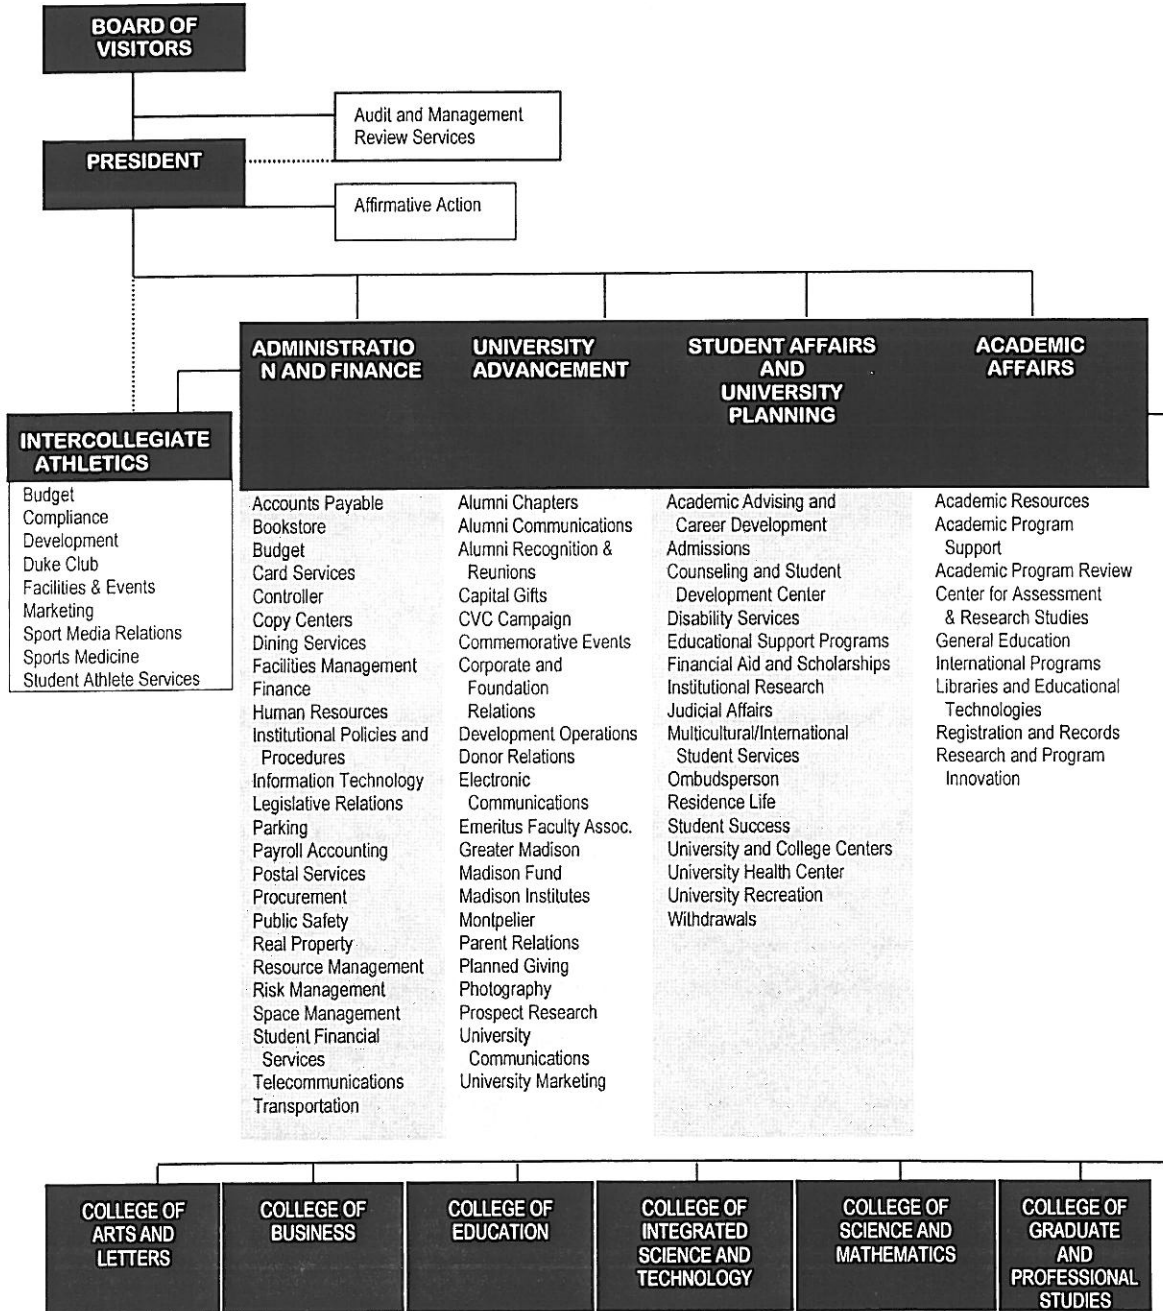 BOARD OF
VISITORS
Audit and Management
Review Services
PRESIDENT
Affirmative Action
ADMINISTRATIO
N AND FINANCE
UNIVERSITY
ADVANCEMENT
STUDENT AFFAIRS
AND
UNIVERSITY
PLANNING
ACADEMIC
AFFAIRS
INTERCOLLEGIATE
ATHLETICS
Budget
Compliance
Development
Duke Club
Facilities & Events
Marketing
Sport Media Relations
Sports Medicine
Student Athlete Services
Accounts Payable
Bookstore
Budget
Card Services
Controller
Copy Centers
Dining Services
Facilities Management
Finance
Human Resources
Institutional Policies and
Procedures
Information Technology
Legislative Relations
Parking
Payroll Accounting
Postal Services
Procurement
Public Safety
Real Property
Resource Management
Risk Management
Space Management
Student Financial
Services
Telecommunications
Transportation
Alumni Chapters
Alumni Communications
Alumni Recognition &
Reunions
Capital Gifts
CVC Campaign
Commemorative Events
Corporate and
Foundation
Relations
Development Operations
Donor Relations
Electronic
Communications
Emeritus Faculty Assoc.
Greater Madison
Madison Fund
Madison Institutes
Montpelier
Parent Relations
Planned Giving
Photography
Prospect Research
University
Communications
University Marketing
Academic Advising and
Career Development
Admissions
Counseling and Student
Development Center
Disability Services
Educational Support Programs
Financial Aid and Scholarships
Institutional Research
Judicial Affairs
Multicultural/International
Student Services
Ombudsperson
Residence Life
Student Success
University and College Centers
University Health Center
University Recreation
Withdrawals
Academic Resources
Academic Program
Support
Academic Program Review
Center for Assessment
& Research Studies
General Education
International Programs
Libraries and Educational
Technologies
Registration and Records
Research and Program
Innovation
COLLEGE OF
ARTS AND
LETTERS
COLLEGE OF
BUSINESS
COLLEGE OF
EDUCATION
COLLEGE OF
INTEGRATED
SCIENCE AND
TECHNOLOGY
COLLEGE OF
SCIENCE AND
MATHEMATICS
COLLEGE OF
GRADUATE
AND
PROFESSIONAL
STUDIES